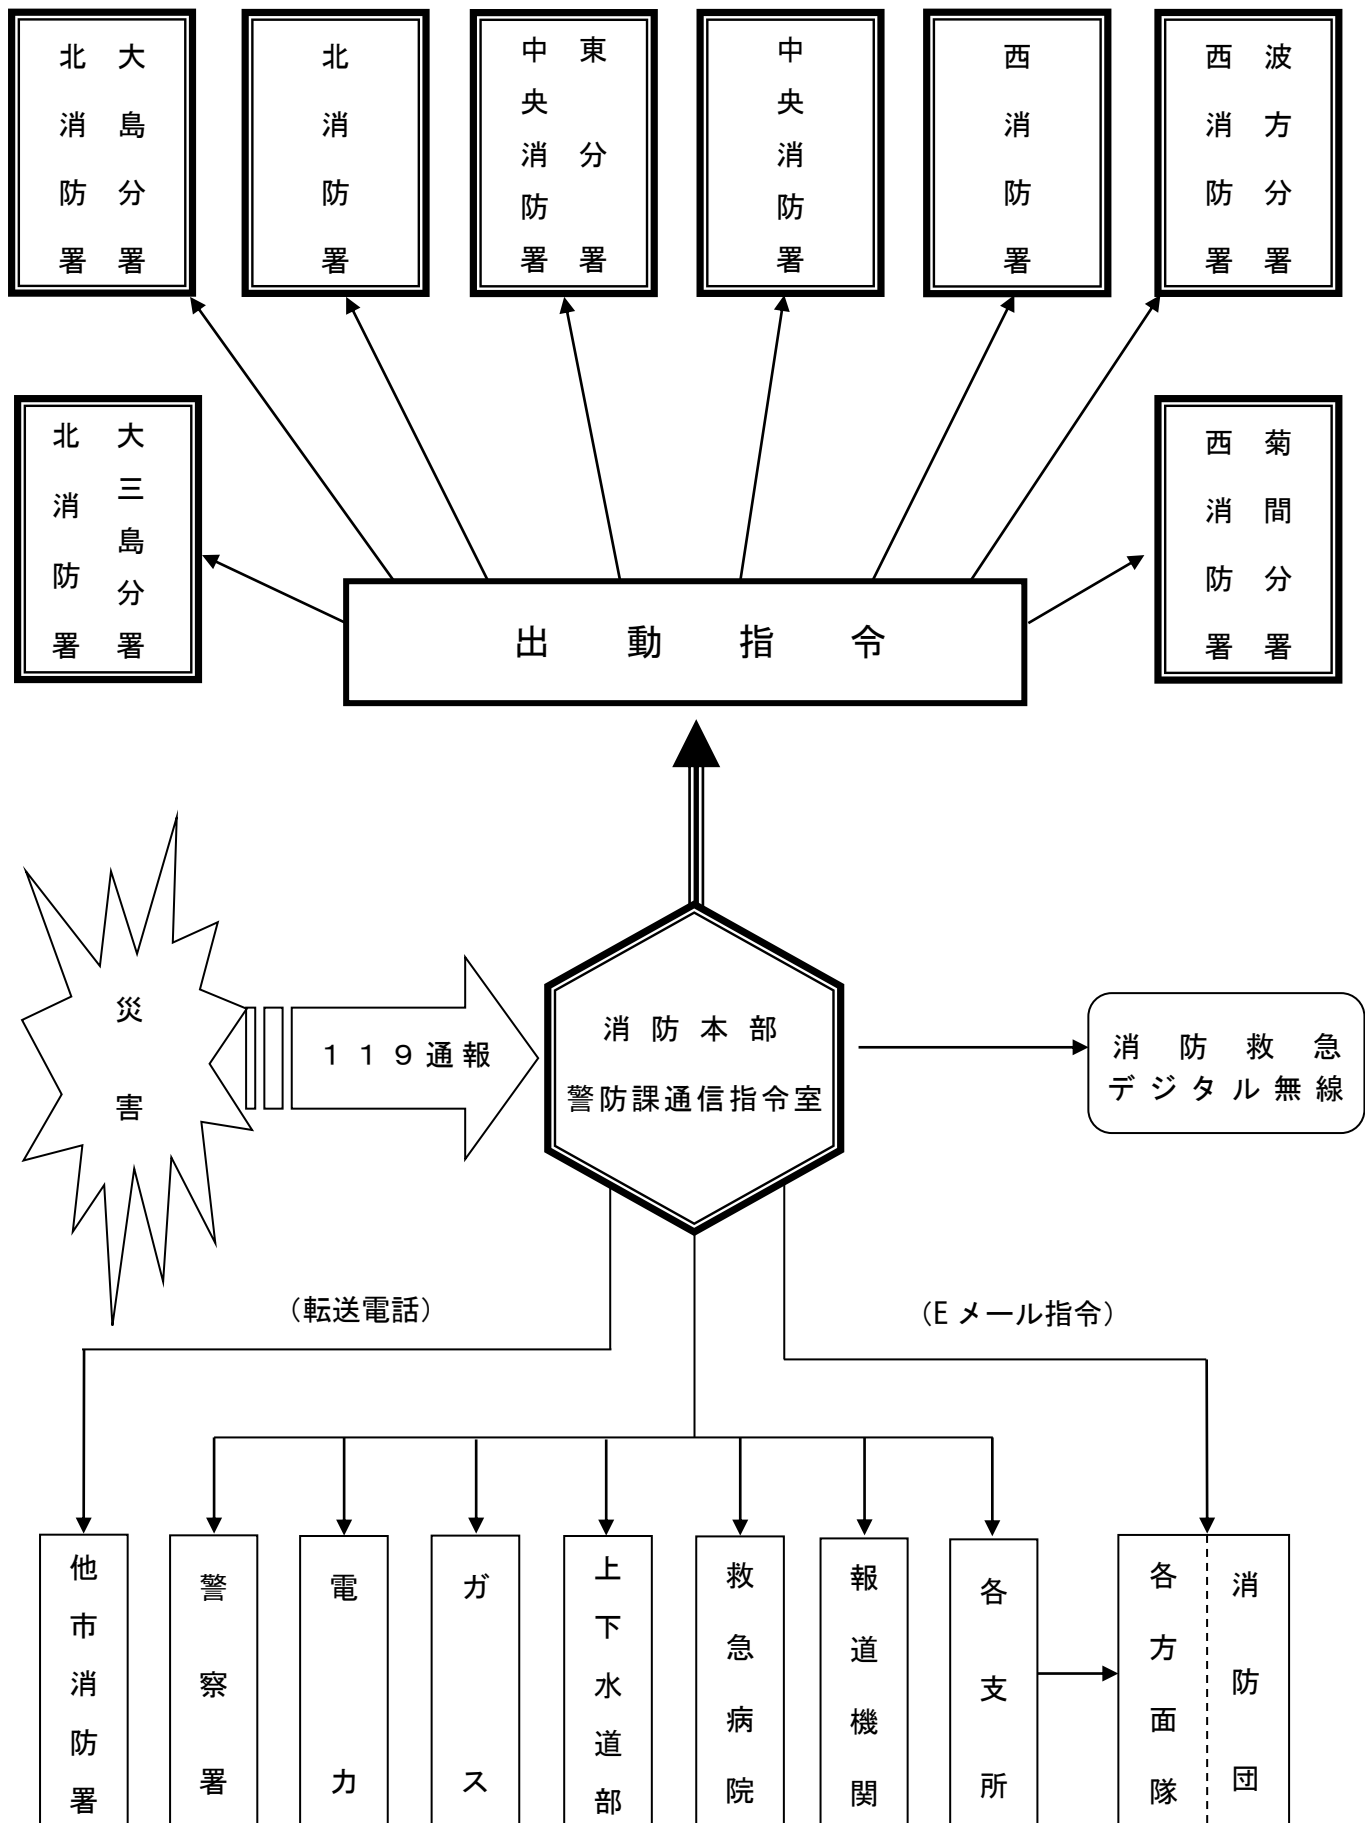 北消防署
大島分署
北消防署
中央消防署
東分署
中央消防署
西消防署
西消防署
波方分署
北消防署
大三島分署
西消防署
菊間分署
出動指令
災害
119通報
消防本部
警防課通信指令室
消防救急
デジタル無線
（転送電話）
（Eメール指令）
他市消防署
警察署
電力
ガス
上下水道部
救急病院
報道機関
各支所
各方面隊
消防団